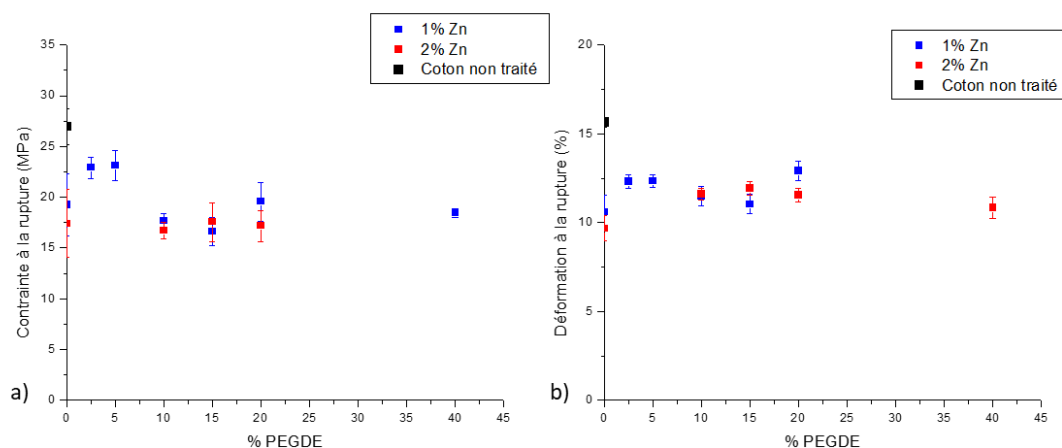 1% Zn
2% Zn
Coton non traité
Contrainte à la rupture (MPa)
35
30
25
20
15
10
5
0
0 5 10 15 20 25 30 35 40 45
% PEGDE
a)
1% Zn
2% Zn
Coton non traité
Déformation à la rupture (%)
20
15
10
5
0
0 5 10 15 20 25 30 35 40 45
% PEGDE
b)